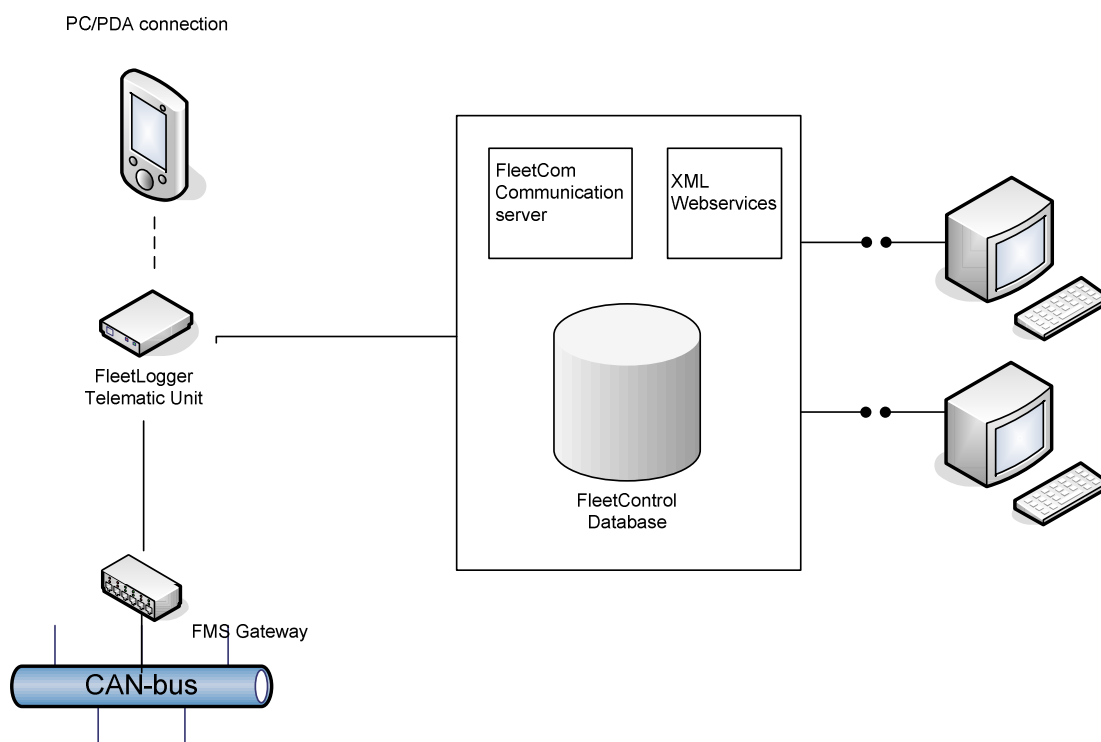 PC/PDA connection
FleetCom
Communication
server
XML
Webservices
FleetLogger
Telematic Unit
FleetControl
Database
FMS Gateway
CAN-bus